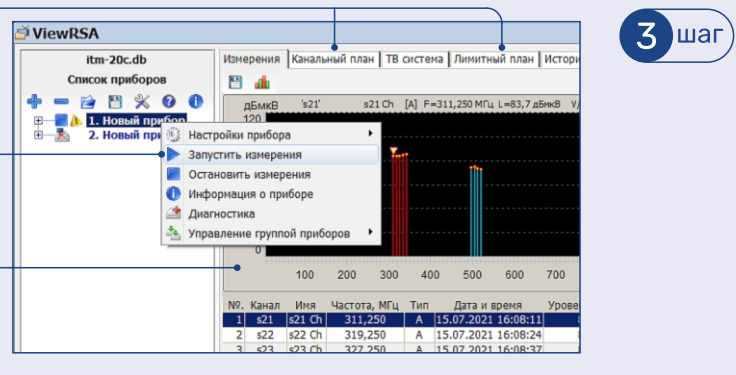 ViewRSA
3 шаг
itm-20c.db
Список приборов
1. Новый прибор
2. Новый
Настройки прибора
Запустить измерения
Остановить измерения
Информация о приборе
Диагностика
Управление группой приборов
Измерения Канальный план ТВ система Лимитный план
дБмкВ 's21' s21 Ch [A] F=311,250 МГц L=83,7 дБмкВ
120
0
100 200 300 400 500 600 700
№. Канал Имя Частота, МГц Тип Дата и время
1 s21 s21 Ch 311,250 A 15.07.2021 16:08:11
2 s22 s22 Ch 319,250 A 15.07.2021 16:08:24
3 s23 s23 Ch 327,250 A 15.07.2021 16:08:37